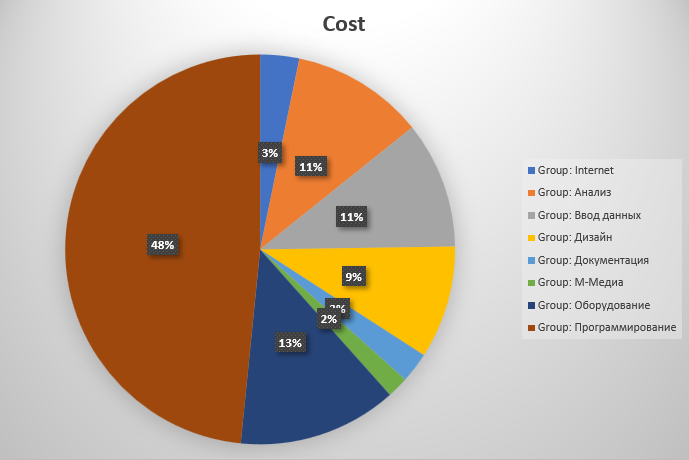 Cost
3%
11%
11%
9%
2%
13%
48%
Group: Internet
Group: Анализ
Group: Ввод данных
Group: Дизайн
Group: Документация
Group: М-Медиа
Group: Оборудование
Group: Программирование